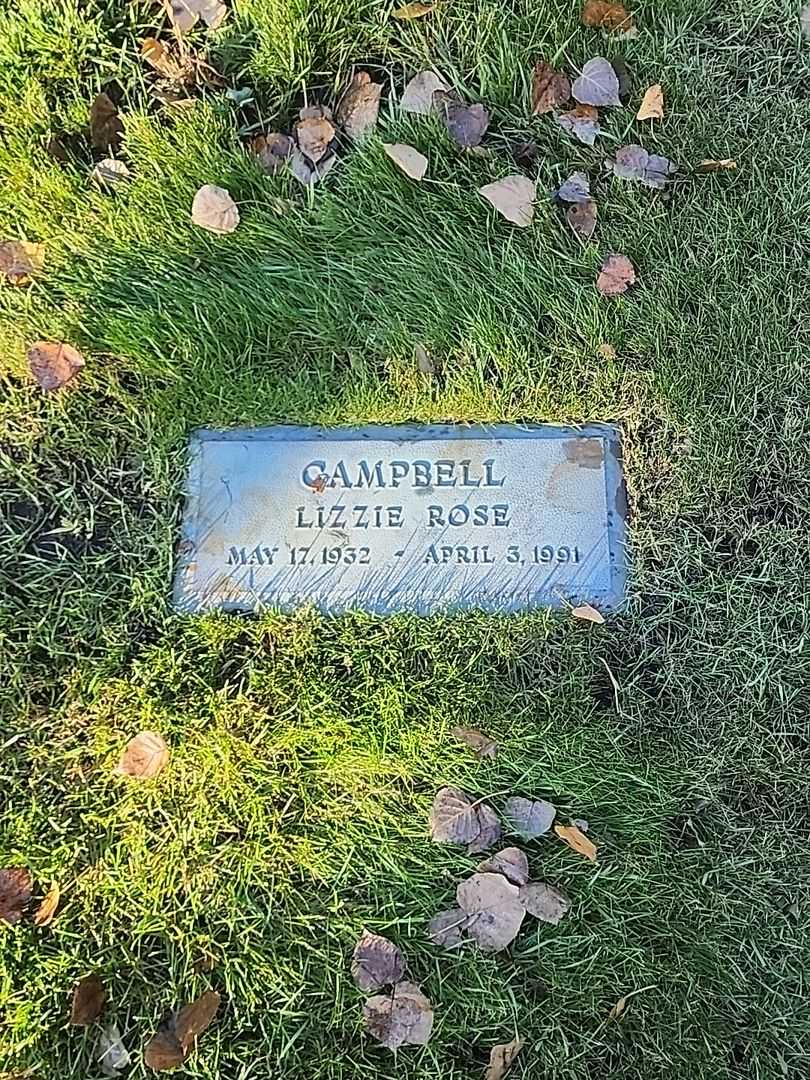 CAMPBELL
LIZZIE ROSE
MAY 17, 1932 - APRIL 3, 1991